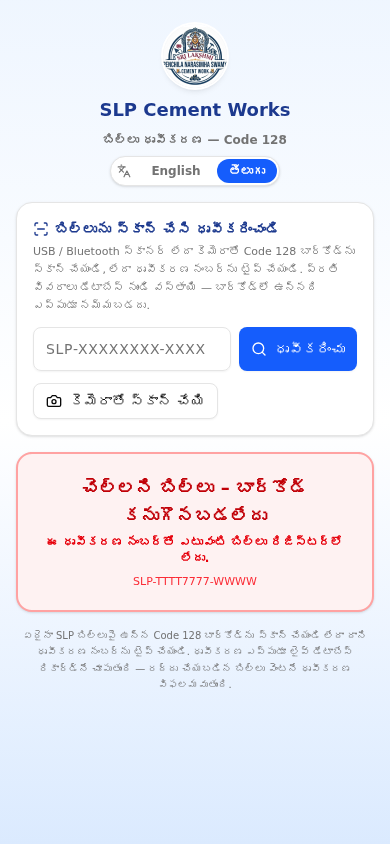 SRI LAKSHMI
PENCHILA NARASIMHA SWAMY
CEMENT WORK
SLP Cement Works
బిల్లు ధృవీకరణ — Code 128
English
తెలుగు
బిల్లును స్కాన్ చేసి ధృవీకరించండి
USB / Bluetooth స్కానర్ లేదా కెమెరాతో Code 128 బార్‌కోడ్‌ను
స్కాన్ చేయండి, లేదా ధృవీకరణ నంబర్‌ను టైప్ చేయండి. ప్రతి
వివరాలు డేటాబేస్ నుండి వస్తాయి — బార్‌కోడ్‌లో ఉన్నది
ఎప్పుడూ నమ్మబడదు.
SLP-XXXXXXXX-XXXX
ధృవీకరించు
కెమెరాతో స్కాన్ చేయి
చెల్లని బిల్లు – బార్‌కోడ్
కనుగొనబడలేదు
ఈ ధృవీకరణ నంబర్‌తో ఎటువంటి బిల్లు రిజిస్టర్‌లో
లేదు.
SLP-TTTT7777-WWWW
ఏదైనా SLP బిల్లుపై ఉన్న Code 128 బార్‌కోడ్‌ను స్కాన్ చేయండి లేదా దాని
ధృవీకరణ నంబర్‌ను టైప్ చేయండి. ధృవీకరణ ఎప్పుడూ లైవ్ డేటాబేస్
రికార్డ్‌నే చూపుతుంది — రద్దు చేయబడిన బిల్లు వెంటనే ధృవీకరణ
విఫలమవుతుంది.